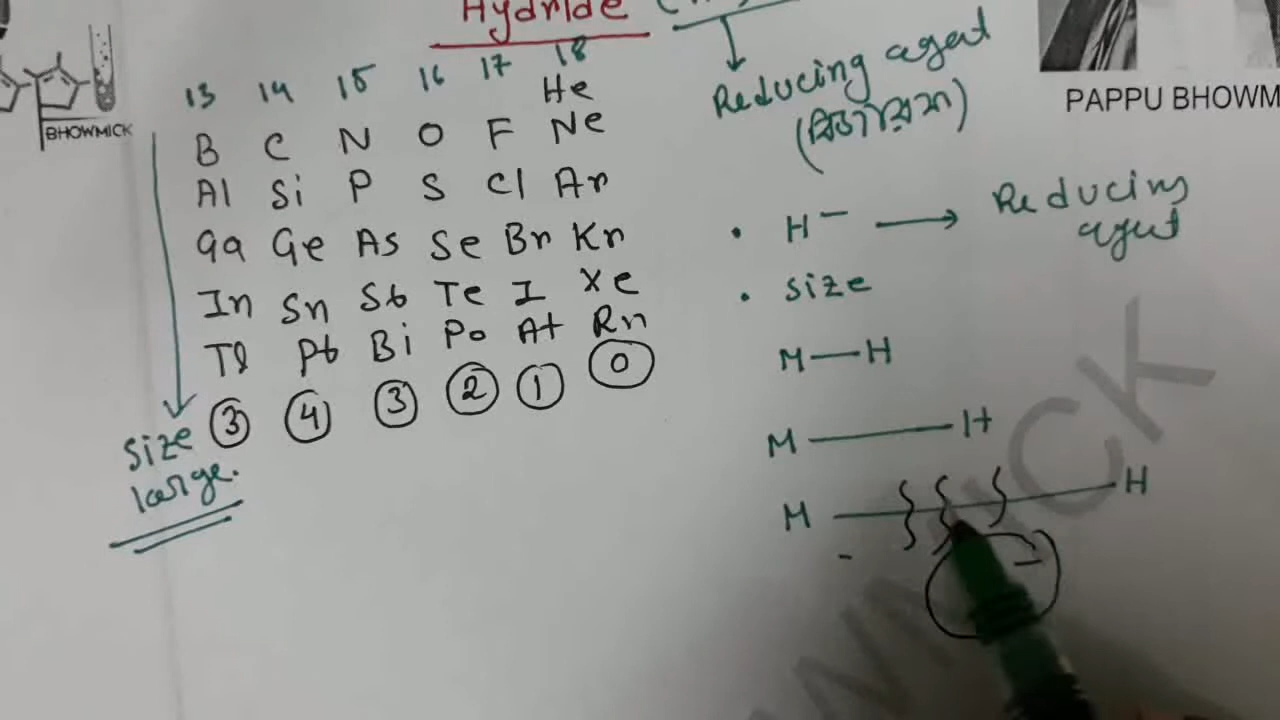 Hydride
13 14 15 16 17 18
He
B C N O F Ne
Al Si P S Cl Ar
Ga Ge As Se Br Kr
In Sn Sb Te I Xe
Tl Pb Bi Po At Rn
3 4 3 2 1 0
Size
large.
Reducing agent
(বিজারক)
• H⁻ → Reducing
agent
• Size
M—H
M—H
M—H
-
BHOWMICK
PAPPU BHOWM
WMICK